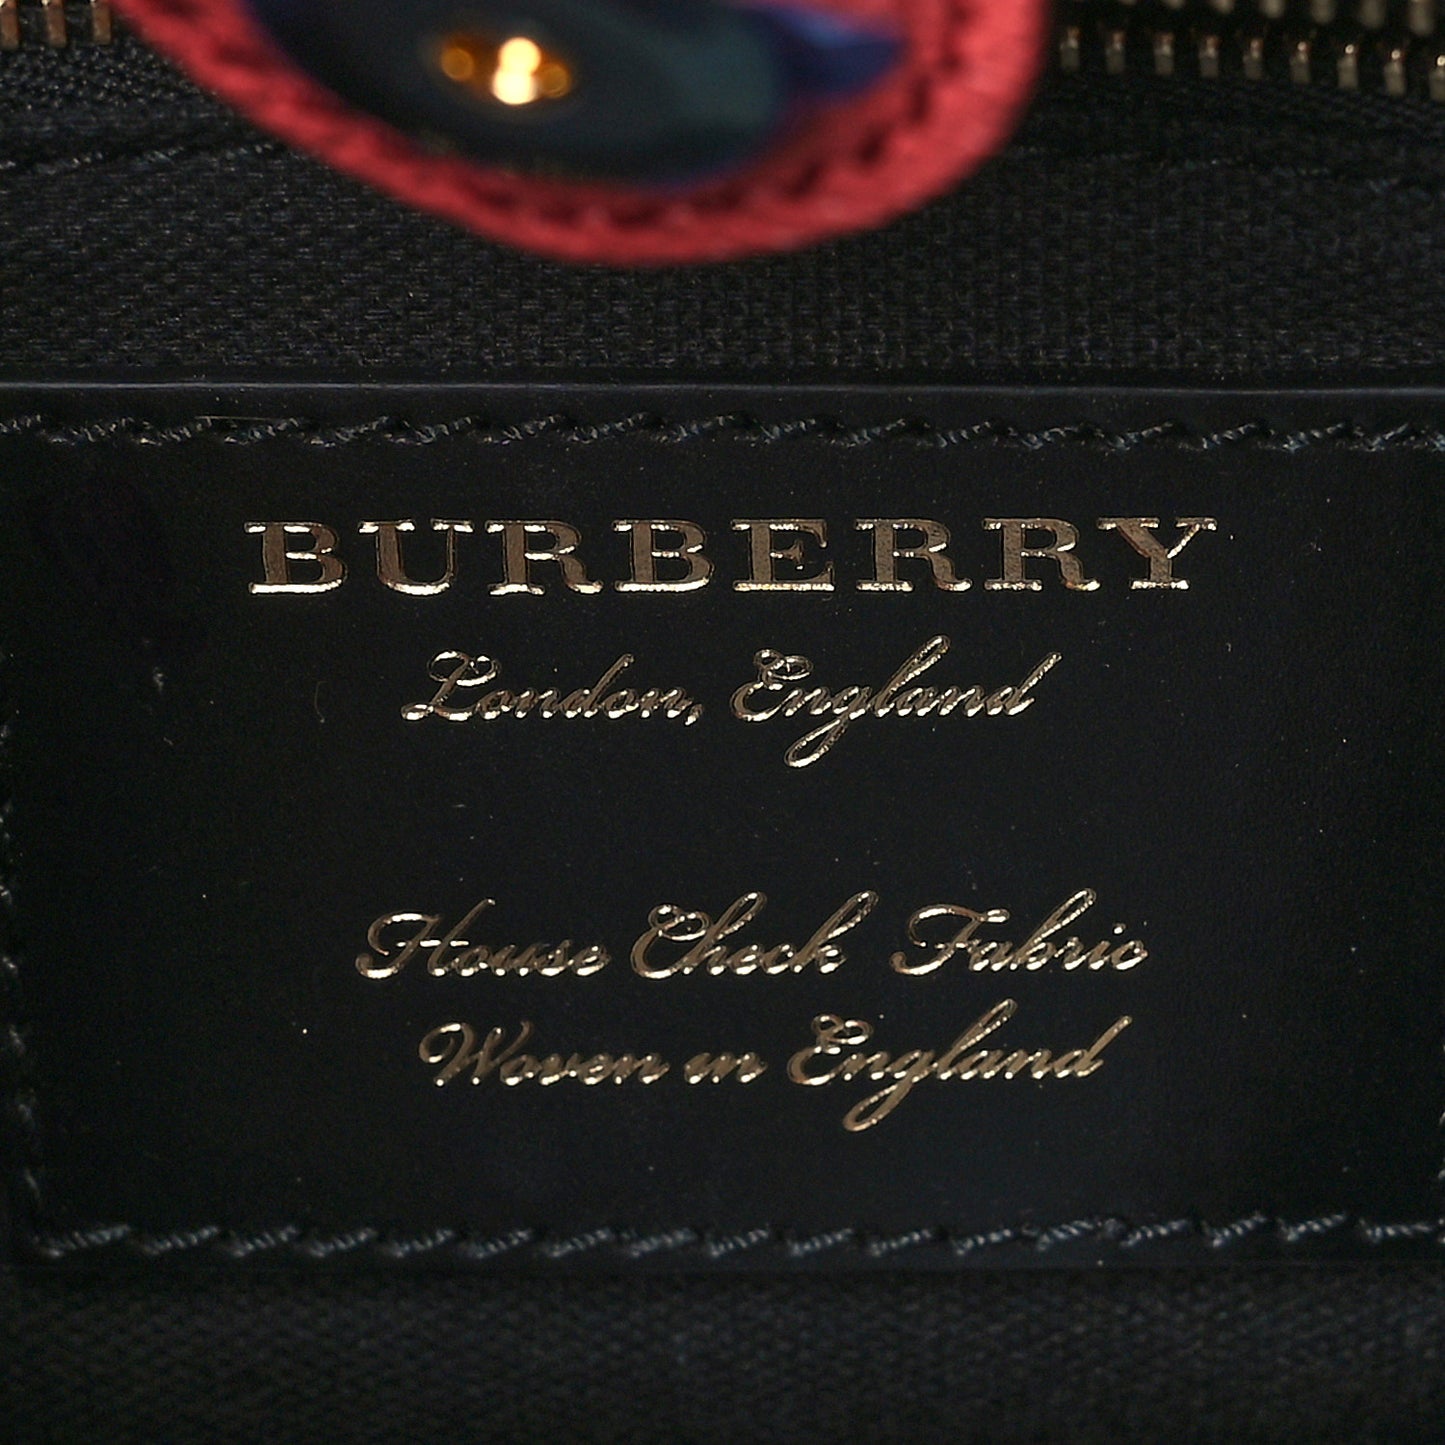 BURBERRY
London, England
House Check Fabric
Woven in England